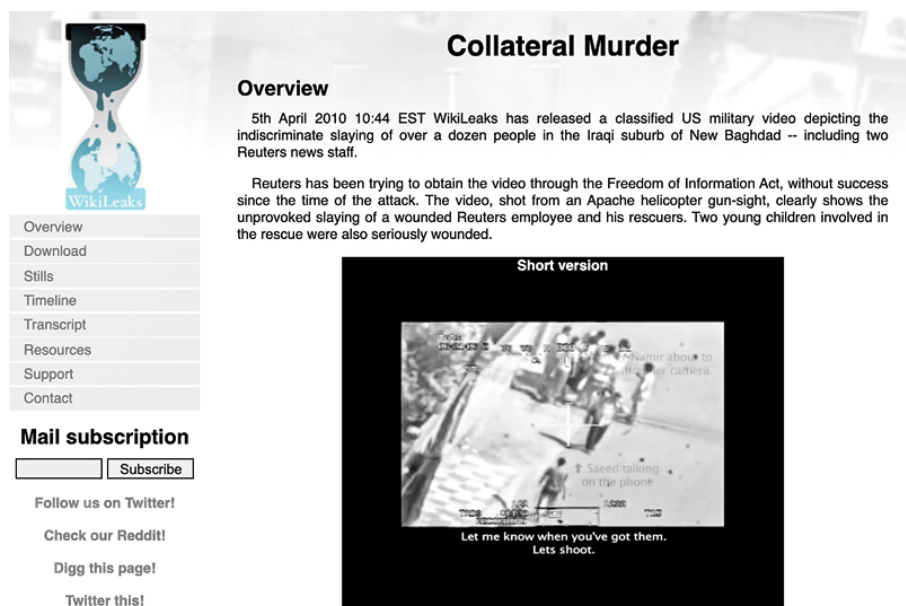 Collateral Murder
Overview
5th April 2010 10:44 EST WikiLeaks has released a classified US military video depicting the
indiscriminate slaying of over a dozen people in the Iraqi suburb of New Baghdad -- including two
Reuters news staff.
Reuters has been trying to obtain the video through the Freedom of Information Act, without success
since the time of the attack. The video, shot from an Apache helicopter gun-sight, clearly shows the
unprovoked slaying of a wounded Reuters employee and his rescuers. Two young children involved in
the rescue were also seriously wounded.
WikiLeaks
Overview
Download
Stills
Timeline
Transcript
Resources
Support
Contact
Mail subscription
Subscribe
Follow us on Twitter!
Check our Reddit!
Digg this page!
Twitter this!
Short version
Namir about to
camera.
↑ Saeed talking
on the phone
Let me know when you've got them.
Lets shoot.